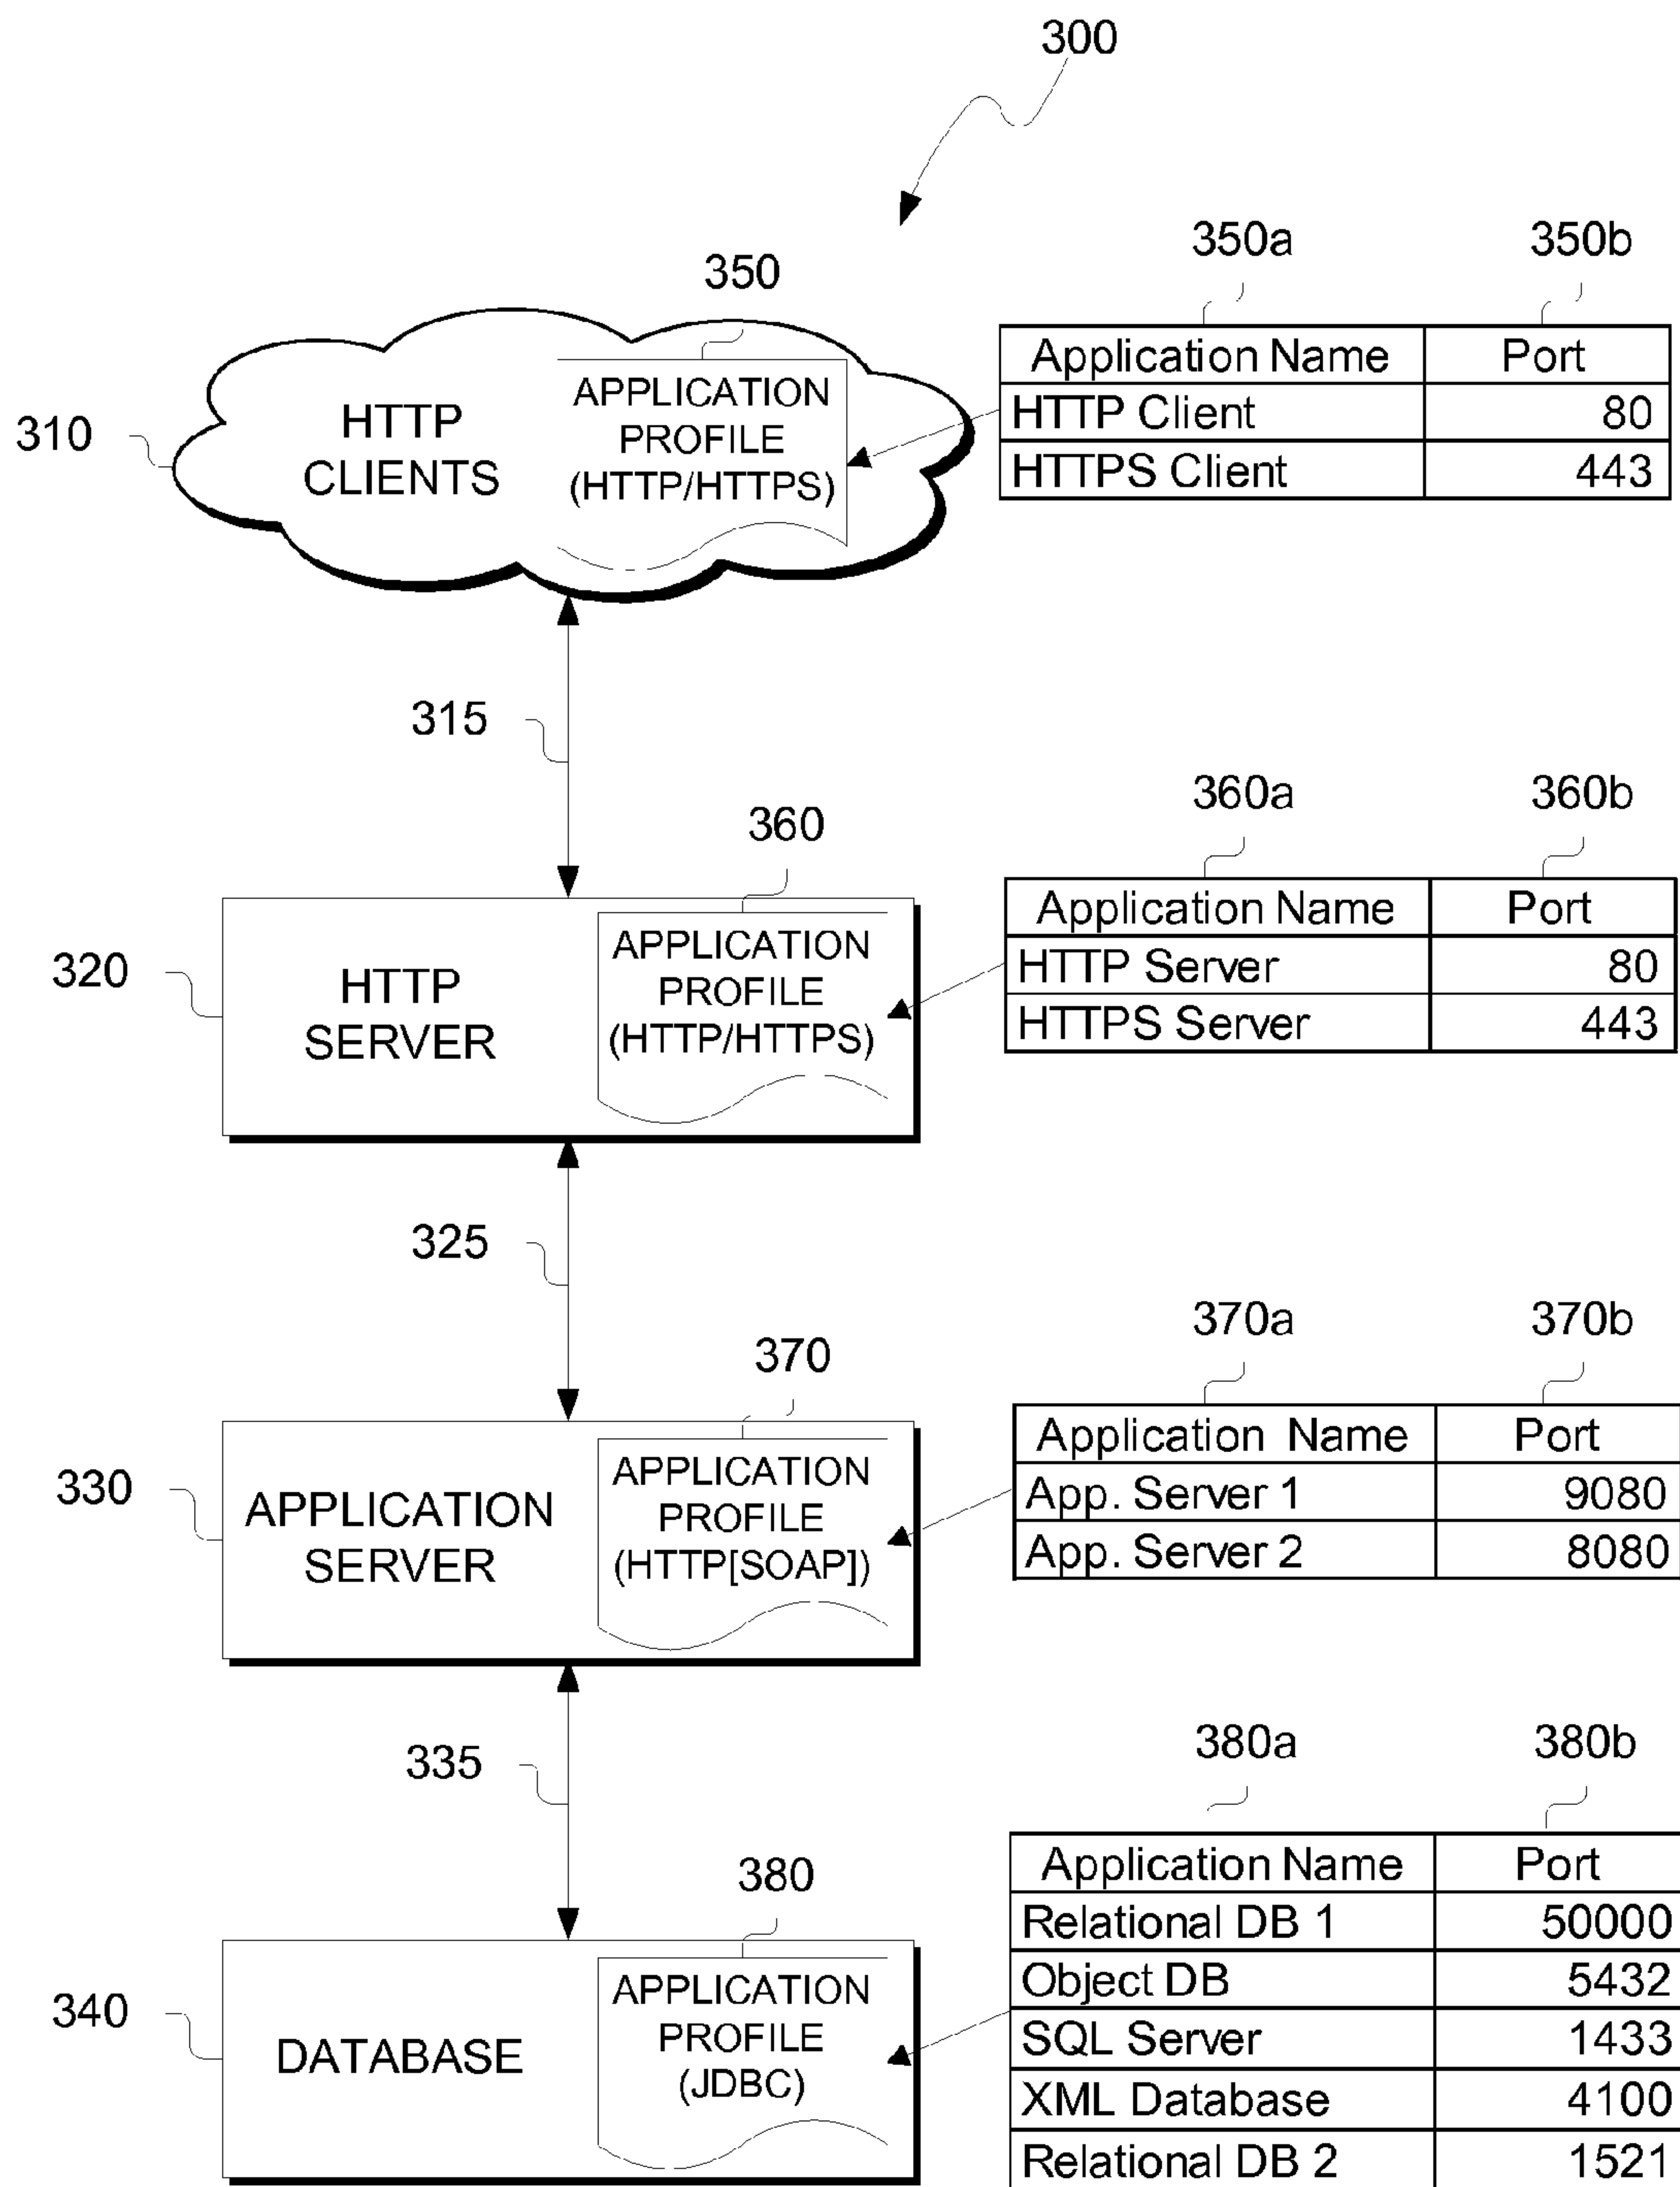 300
350
350a 350b
310
HTTP
CLIENTS
APPLICATION
PROFILE
(HTTP/HTTPS)
Application Name Port
HTTP Client 80
HTTPS Client 443
315
360
360a 360b
320
HTTP
SERVER
APPLICATION
PROFILE
(HTTP/HTTPS)
Application Name Port
HTTP Server 80
HTTPS Server 443
325
370
370a 370b
330
APPLICATION
SERVER
APPLICATION
PROFILE
(HTTP[SOAP])
Application Name Port
App. Server 1 9080
App. Server 2 8080
335
380
380a 380b
340
DATABASE
APPLICATION
PROFILE
(JDBC)
Application Name Port
Relational DB 1 50000
Object DB 5432
SQL Server 1433
XML Database 4100
Relational DB 2 1521